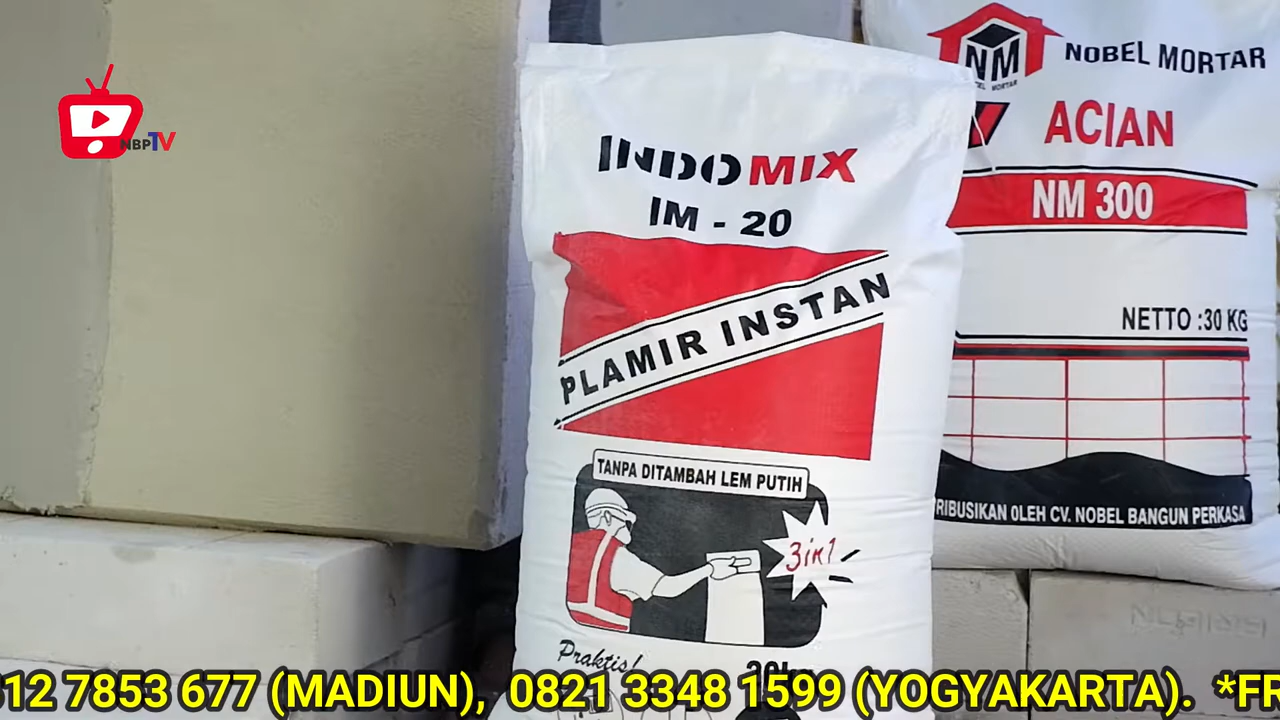 NBPTV
INDOMIX
IM - 20
PLAMIR INSTAN
TANPA DITAMBAH LEM PUTIH
3in1
Praktis!
NM
NOBEL MORTAR
ACIAN
NM 300
NETTO :30 KG
RIBUSIKAN OLEH CV. NOBEL BANGUN PERKASA
12 7853 677 (MADIUN), 0821 3348 1599 (YOGYAKARTA). *FR